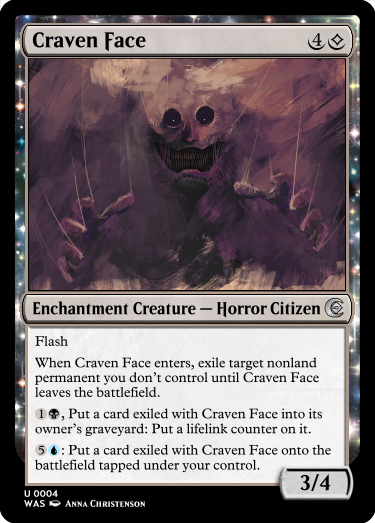 Craven Face 4
Enchantment Creature — Horror Citizen
Flash
When Craven Face enters, exile target nonland
permanent you don't control until Craven Face
leaves the battlefield.
1, Put a card exiled with Craven Face into its
owner's graveyard: Put a lifelink counter on it.
5: Put a card exiled with Craven Face onto the
battlefield tapped under your control.
3/4
U 0004
WAS Anna Christenson